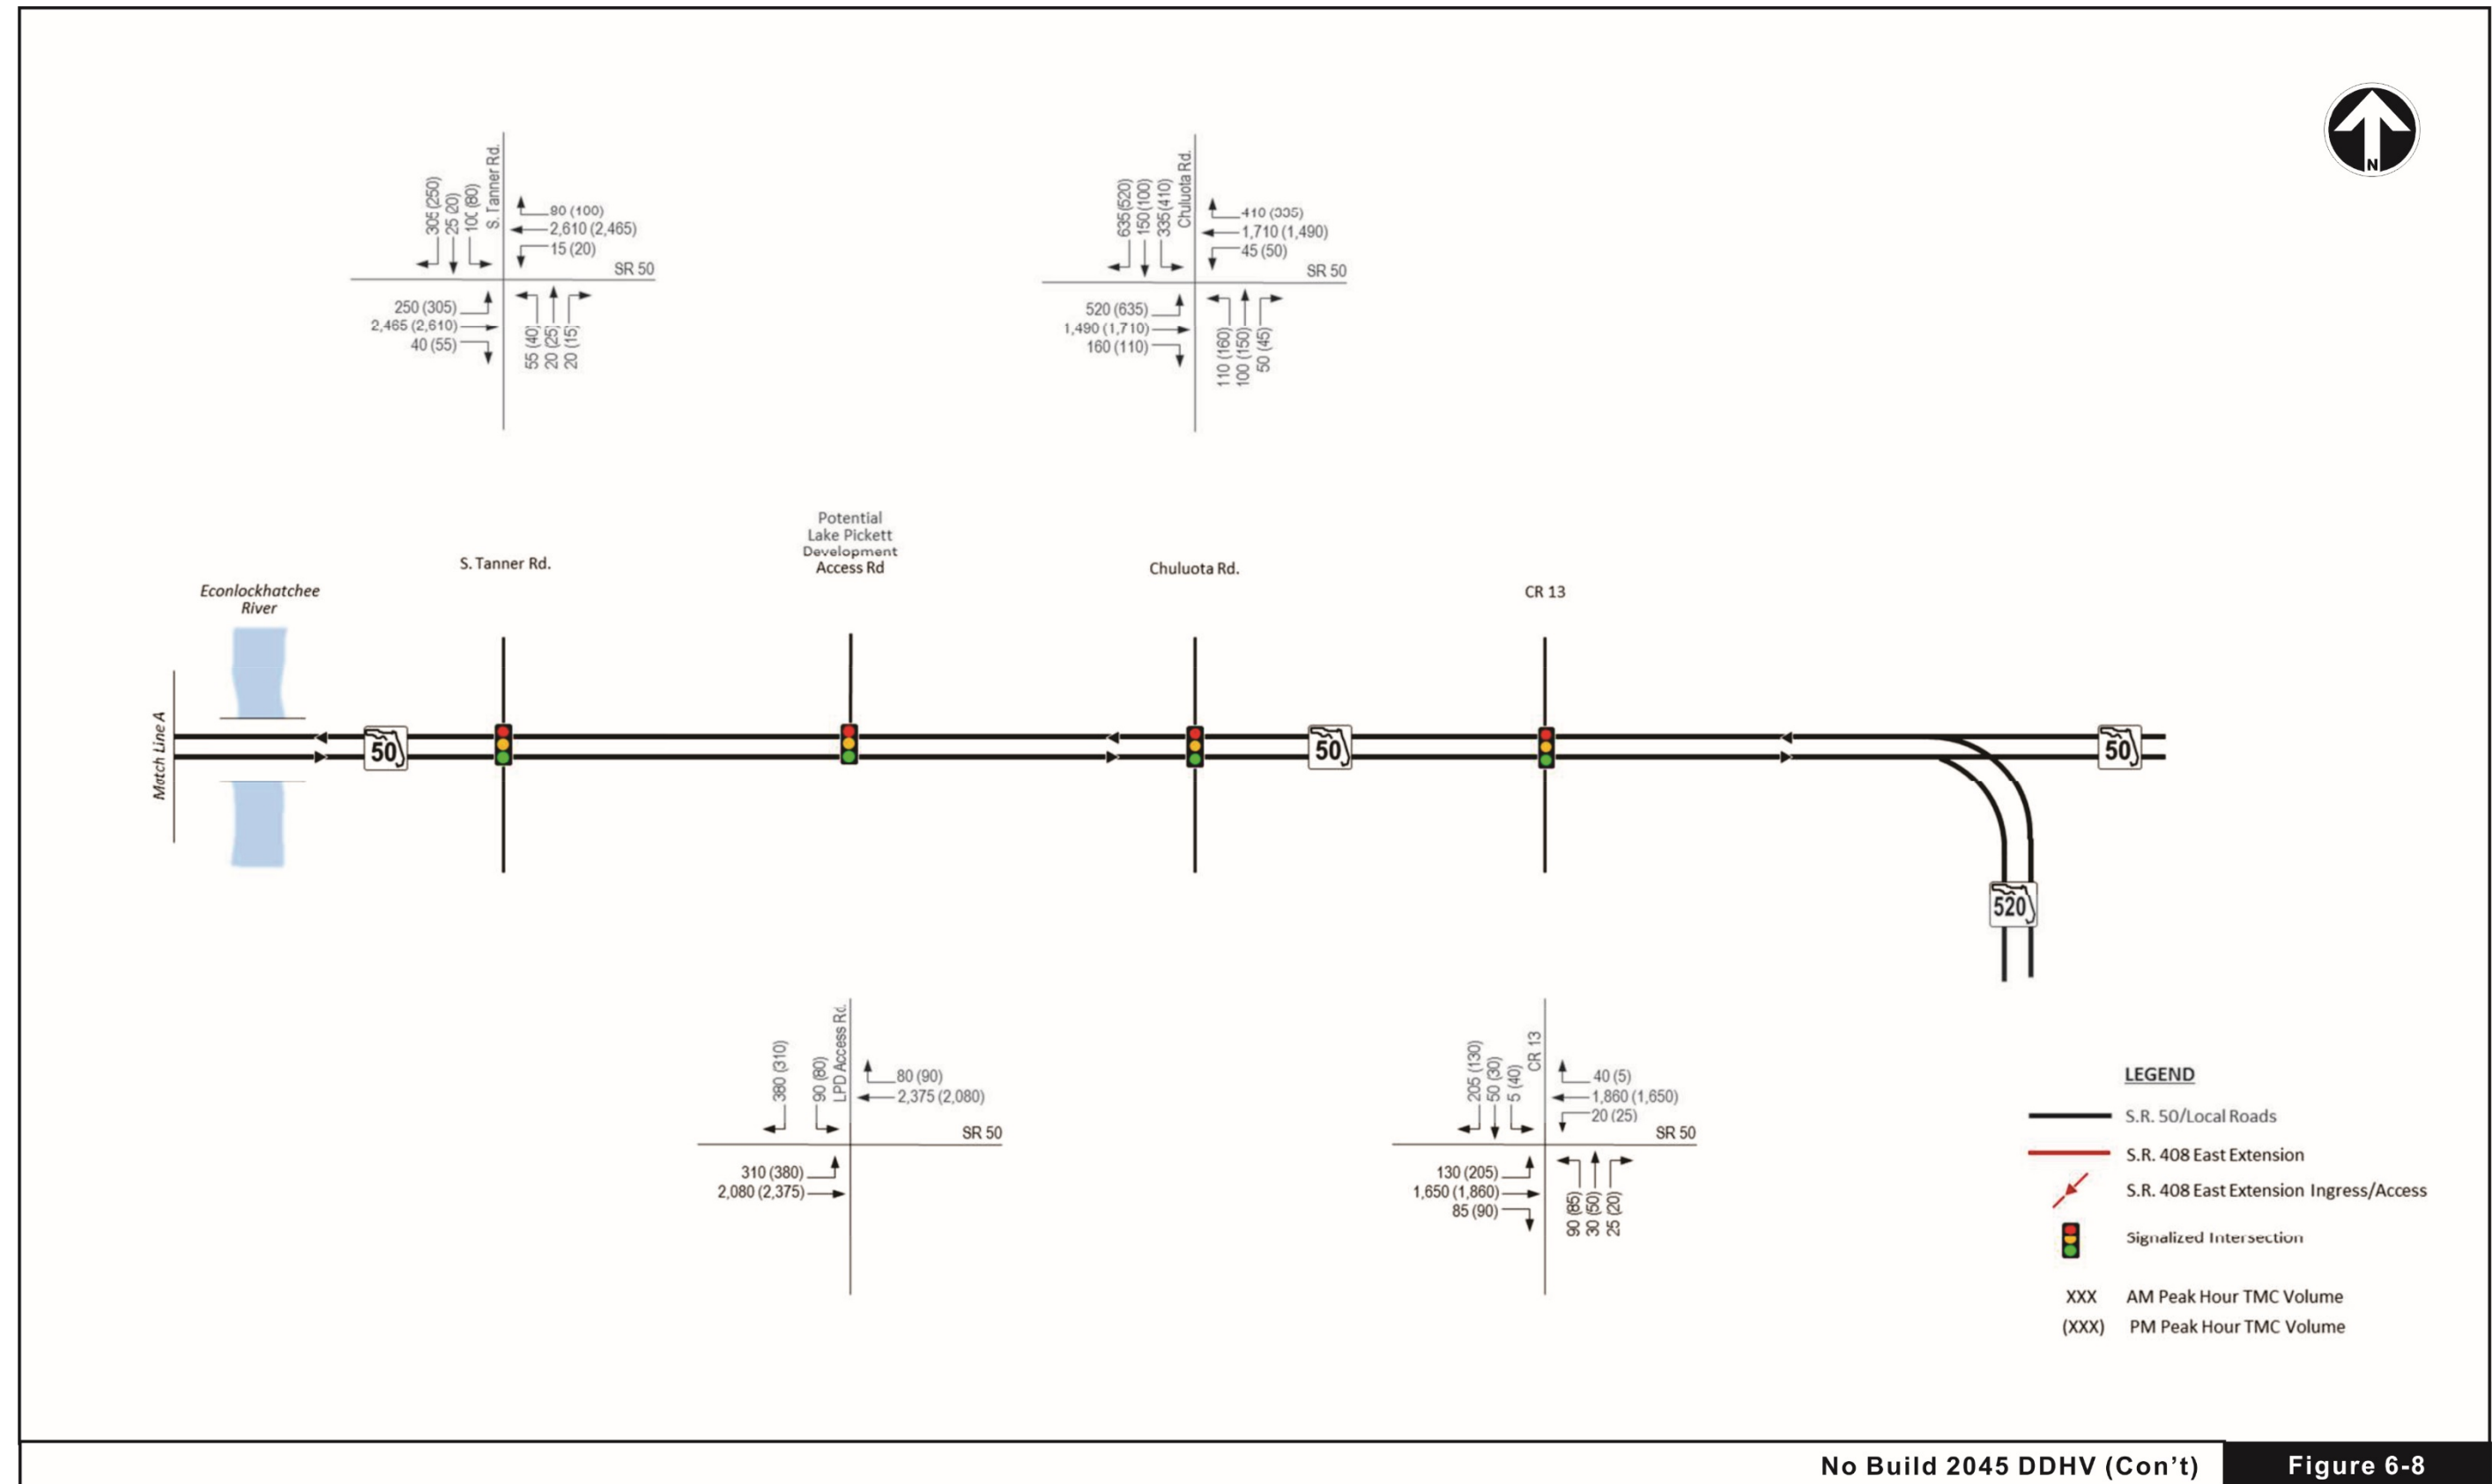 N
305 (250)
25 (20)
100 (80)
S. Tanner Rd.
80 (100)
2,610 (2,465)
15 (20)
SR 50
250 (305)
2,465 (2,610)
40 (55)
55 (40)
20 (25)
20 (15)
635 (520)
150 (100)
335 (410)
Chuluota Rd.
410 (335)
1,710 (1,490)
45 (50)
SR 50
520 (635)
1,490 (1,710)
160 (110)
110 (160)
100 (150)
50 (45)
Potential
Lake Pickett
Development
Access Rd
S. Tanner Rd.
Chuluota Rd.
CR 13
Econlockhatchee
River
Match Line A
50
50
50
520
380 (310)
90 (80)
LPD Access Rd.
80 (90)
2,375 (2,080)
SR 50
310 (380)
2,080 (2,375)
205 (130)
50 (30)
5 (40)
CR 13
40 (5)
1,860 (1,650)
20 (25)
SR 50
130 (205)
1,650 (1,860)
85 (90)
90 (85)
30 (50)
25 (20)
LEGEND
S.R. 50/Local Roads
S.R. 408 East Extension
S.R. 408 East Extension Ingress/Access
Signalized Intersection
XXX AM Peak Hour TMC Volume
(XXX) PM Peak Hour TMC Volume
No Build 2045 DDHV (Con’t)
Figure 6-8